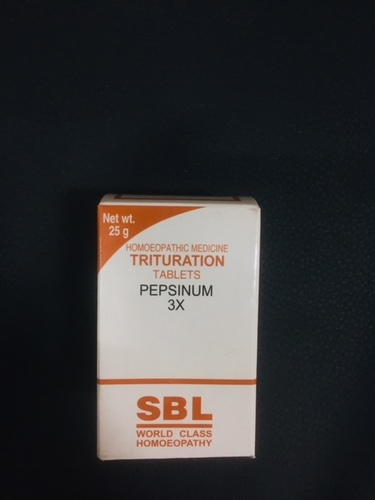 Net wt.
25 g
HOMOEOPATHIC MEDICINE
TRITURATION
TABLETS
PEPSINUM
3X
SBL
WORLD CLASS
HOMOEOPATHY